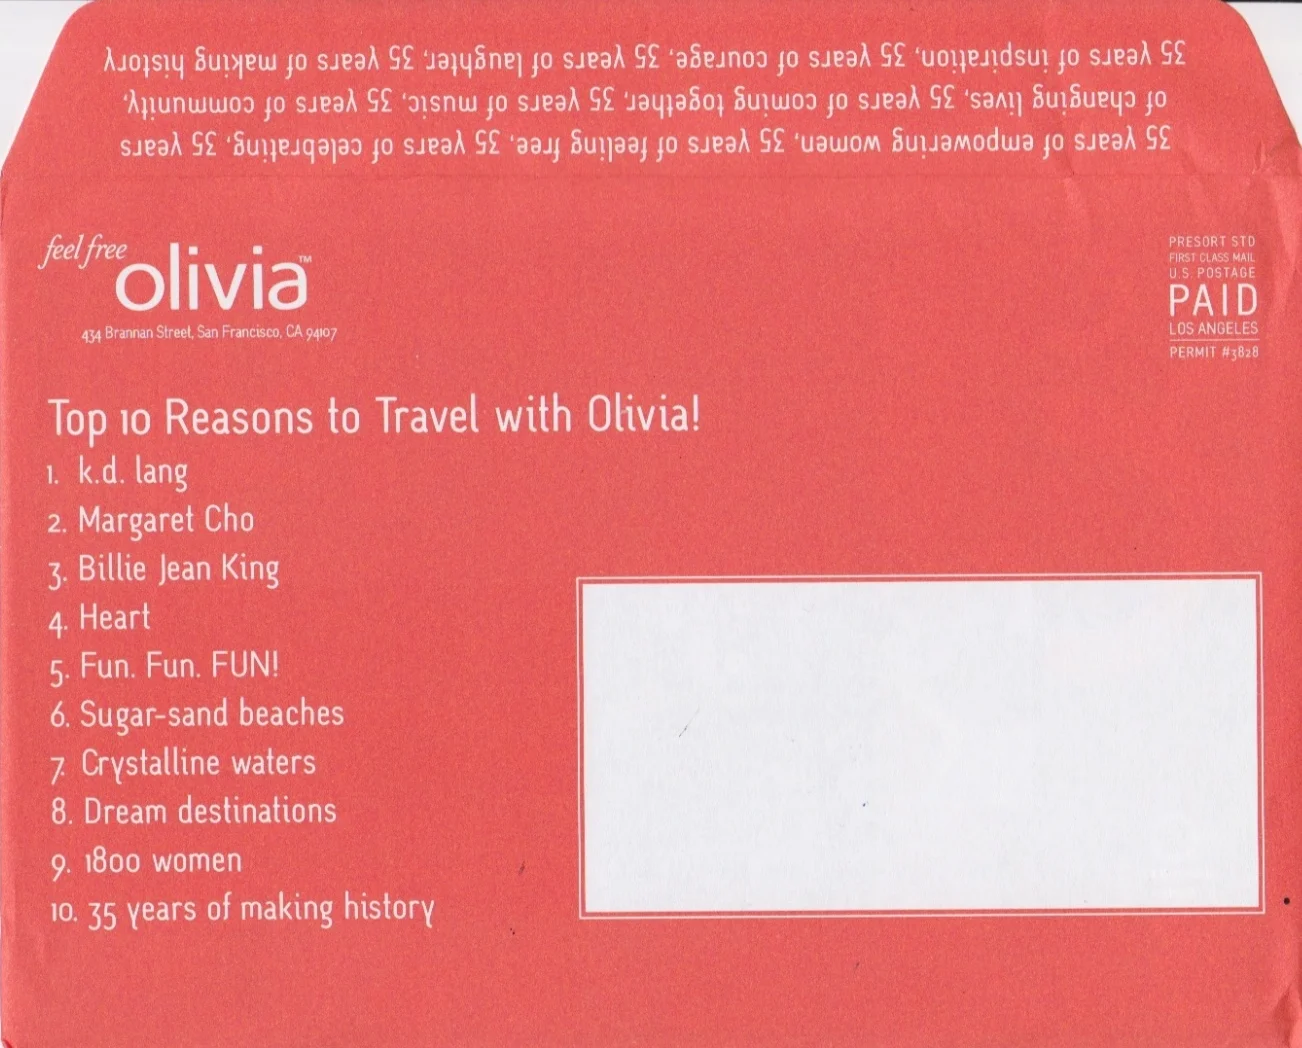 35 years of empowering women, 35 years of feeling free, 35 years of celebrating, 35 years
of changing lives, 35 years of coming together, 35 years of music, 35 years of community,
35 years of inspiration, 35 years of courage, 35 years of laughter, 35 years of making history
feel free
olivia™
434 Brannan Street, San Francisco, CA 94107
PRESORT STD
FIRST CLASS MAIL
U.S. POSTAGE
PAID
LOS ANGELES
PERMIT #3828
Top 10 Reasons to Travel with Olivia!
1. k.d. lang
2. Margaret Cho
3. Billie Jean King
4. Heart
5. Fun. Fun. FUN!
6. Sugar-sand beaches
7. Crystalline waters
8. Dream destinations
9. 1800 women
10. 35 years of making history